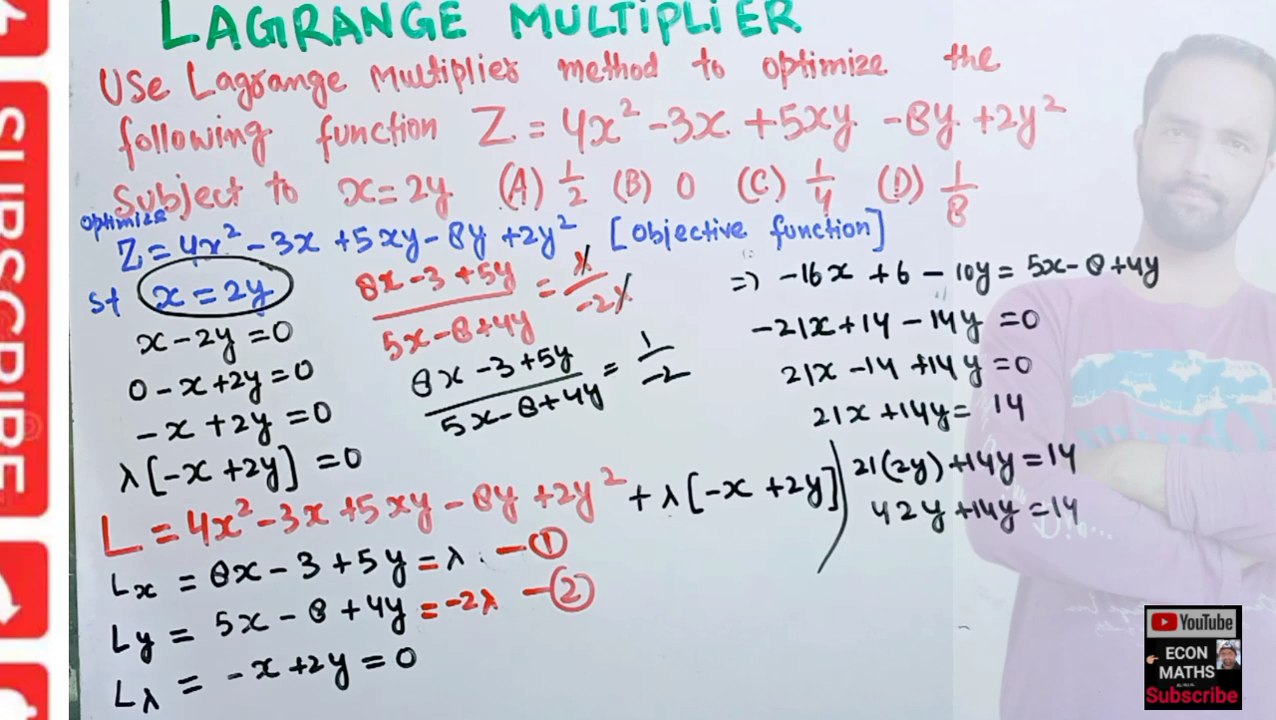 LAGRANGE MULTIPLIER
Use Lagrange Multiplier method to optimize the
following function Z = 4x² - 3x + 5xy - 8y + 2y²
Subject to x = 2y (A) 1/2 (B) 0 (C) 1/4 (D) 1/8
optimize
Z = 4x² - 3x + 5xy - 8y + 2y² [objective function]
st x = 2y
x - 2y = 0
0 - x + 2y = 0
-x + 2y = 0
λ[-x + 2y] = 0
(8x - 3 + 5y)/(5x - 8 + 4y) = λ/-2λ
(8x - 3 + 5y)/(5x - 8 + 4y) = 1/-2
=> -16x + 6 - 10y = 5x - 8 + 4y
-21x + 14 - 14y = 0
21x - 14 + 14y = 0
21x + 14y = 14
21(2y) + 14y = 14
42y + 14y = 14
L = 4x² - 3x + 5xy - 8y + 2y² + λ[-x + 2y]
Lx = 8x - 3 + 5y = λ. - ①
Ly = 5x - 8 + 4y = -2λ - ②
Lλ = -x + 2y = 0
SUBSCRIBE
YouTube
ECON
MATHS
Subscribe